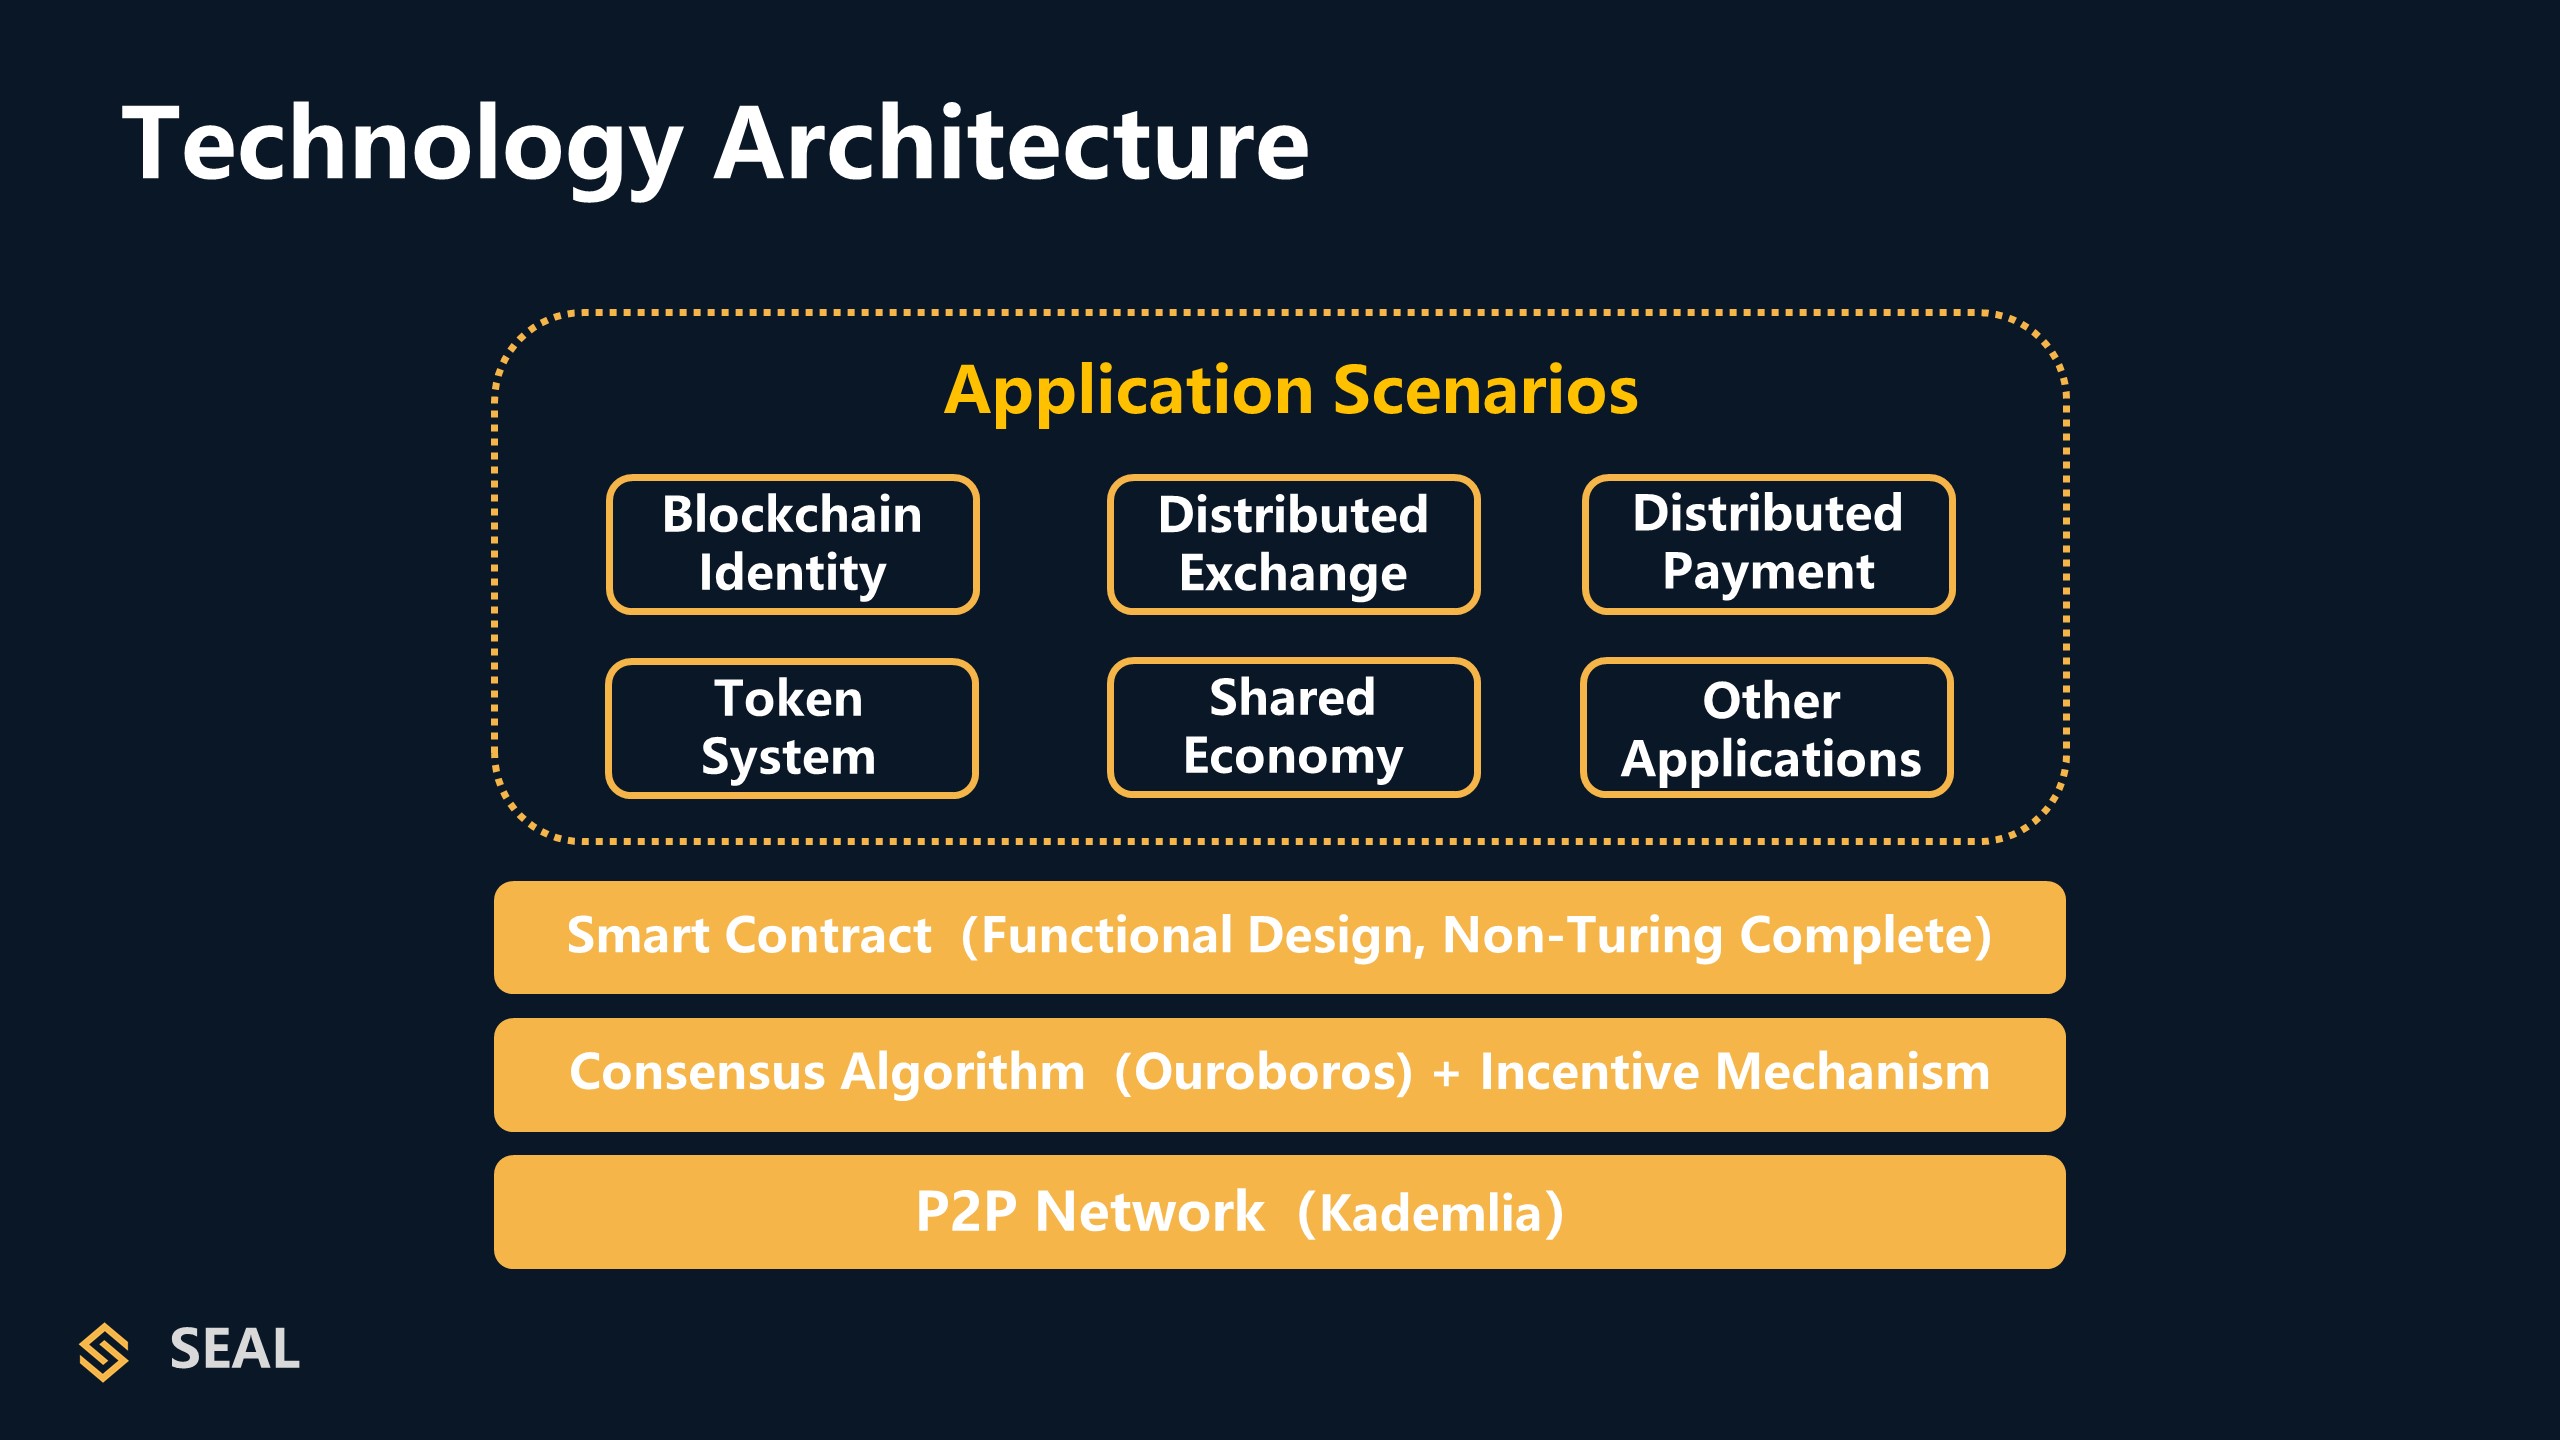 Technology Architecture
Application Scenarios
Blockchain
Identity
Distributed
Exchange
Distributed
Payment
Token
System
Shared
Economy
Other
Applications
Smart Contract（Functional Design, Non-Turing Complete）
Consensus Algorithm（Ouroboros) + Incentive Mechanism
P2P Network（Kademlia）
SEAL